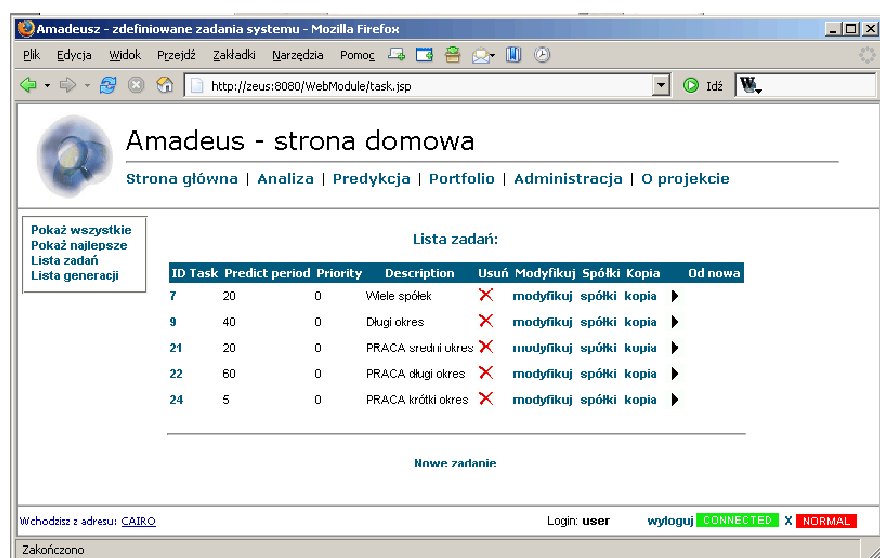 Amadeusz - zdefiniowane zadania systemu - Mozilla Firefox
Plik Edycja Widok Przejdź Zakładki Narzędzia Pomoc
http://zeus:8080/WebModule/task.jsp Idź W.
Amadeus - strona domowa
Strona główna | Analiza | Predykcja | Portfolio | Administracja | O projekcie
Pokaż wszystkie
Pokaż najlepsze
Lista zadań
Lista generacji
Lista zadań:
ID Task Predict period Priority Description Usuń Modyfikuj Spółki Kopia Od nowa
7 20 0 Wiele spółek modyfikuj spółki kopia
9 40 0 Długi okres modyfikuj spółki kopia
21 20 0 PRACA sredni okres modyfikuj spółki kopia
22 60 0 PRACA długi okres modyfikuj spółki kopia
24 5 0 PRACA krótki okres modyfikuj spółki kopia
Nowe zadanie
Wchodzisz z adresu: CAIRO Login: user wyloguj CONNECTED X NORMAL
Zakończono